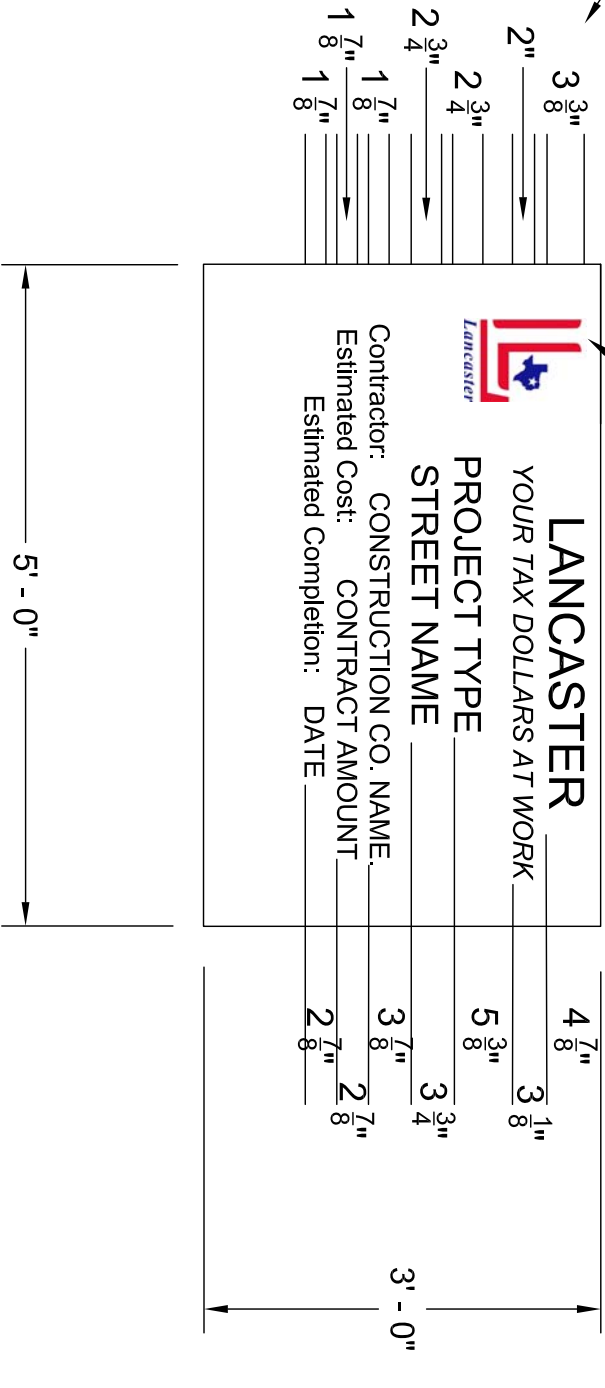 3 3/8"
2"
2 3/4"
2 3/4"
1 7/8"
1 7/8"
1 7/8"
Lancaster
LANCASTER
YOUR TAX DOLLARS AT WORK
PROJECT TYPE
STREET NAME
Contractor: CONSTRUCTION CO. NAME.
Estimated Cost: CONTRACT AMOUNT
Estimated Completion: DATE
4 7/8"
3 1/8"
5 3/8"
3 3/4"
3 7/8"
2 7/8"
2 7/8"
5' - 0"
3' - 0"